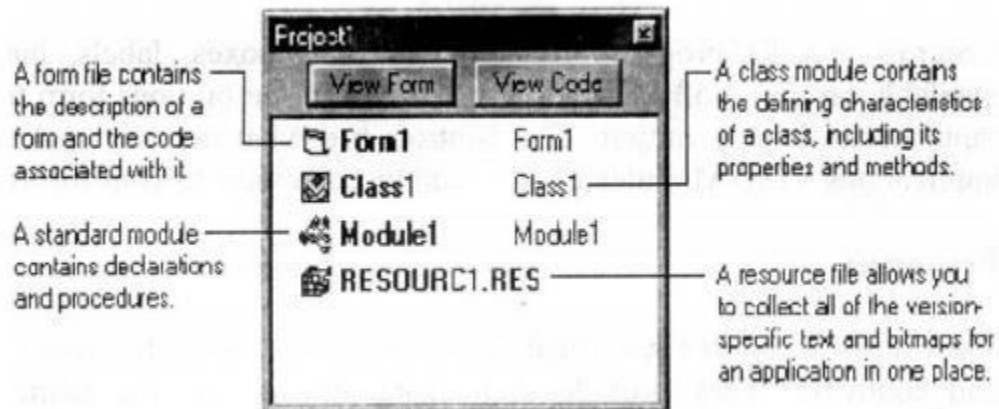 Project1
View Form View Code
Form1 Form1
Class1 Class1
Module1 Module1
RESOURC1.RES
A form file contains
the description of a
form and the code
associated with it.
A standard module
contains declarations
and procedures.
A class module contains
the defining characteristics
of a class, including its
properties and methods.
A resource file allows you
to collect all of the version-
specific text and bitmaps for
an application in one place.